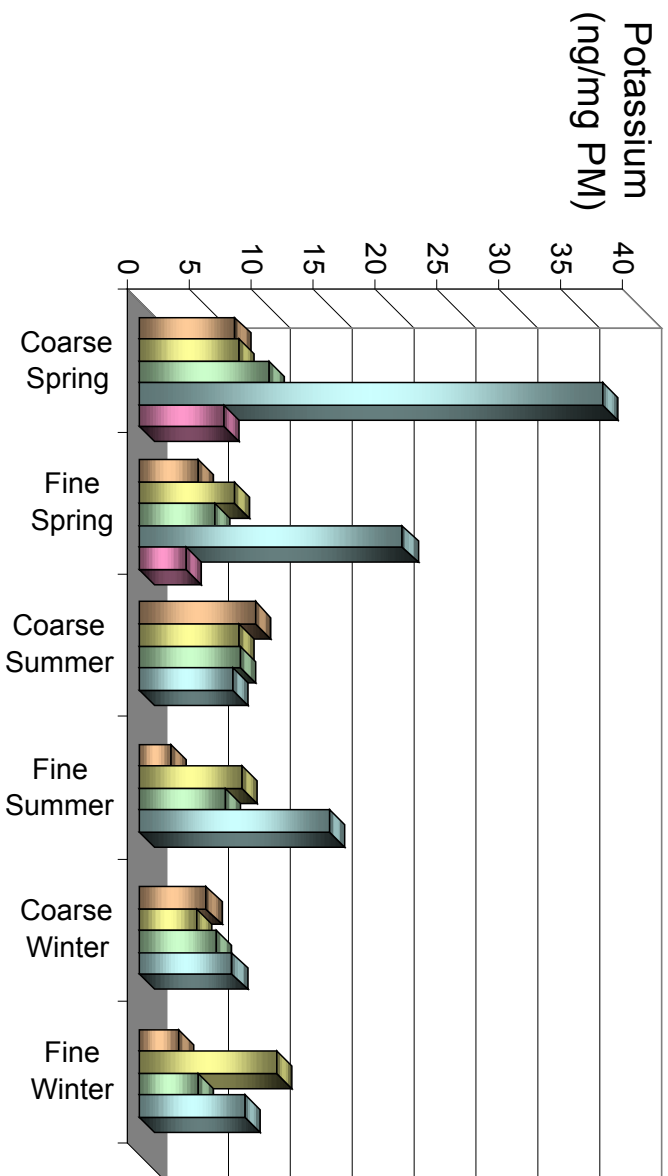 Potassium
(ng/mg PM)
0
5
10
15
20
25
30
35
40
Coarse
Spring
Fine
Spring
Coarse
Summer
Fine
Summer
Coarse
Winter
Fine
Winter